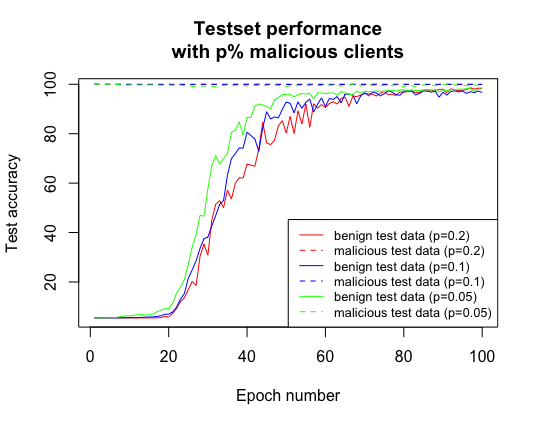 Testset performance
with p% malicious clients
Test accuracy
100
80
60
40
20
benign test data (p=0.2)
malicious test data (p=0.2)
benign test data (p=0.1)
malicious test data (p=0.1)
benign test data (p=0.05)
malicious test data (p=0.05)
0 20 40 60 80 100
Epoch number